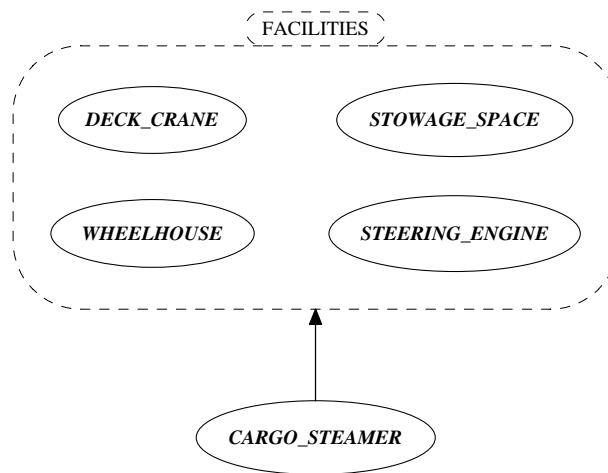 FACILITIES
DECK_CRANE
STOWAGE_SPACE
WHEELHOUSE
STEERING_ENGINE
CARGO_STEAMER